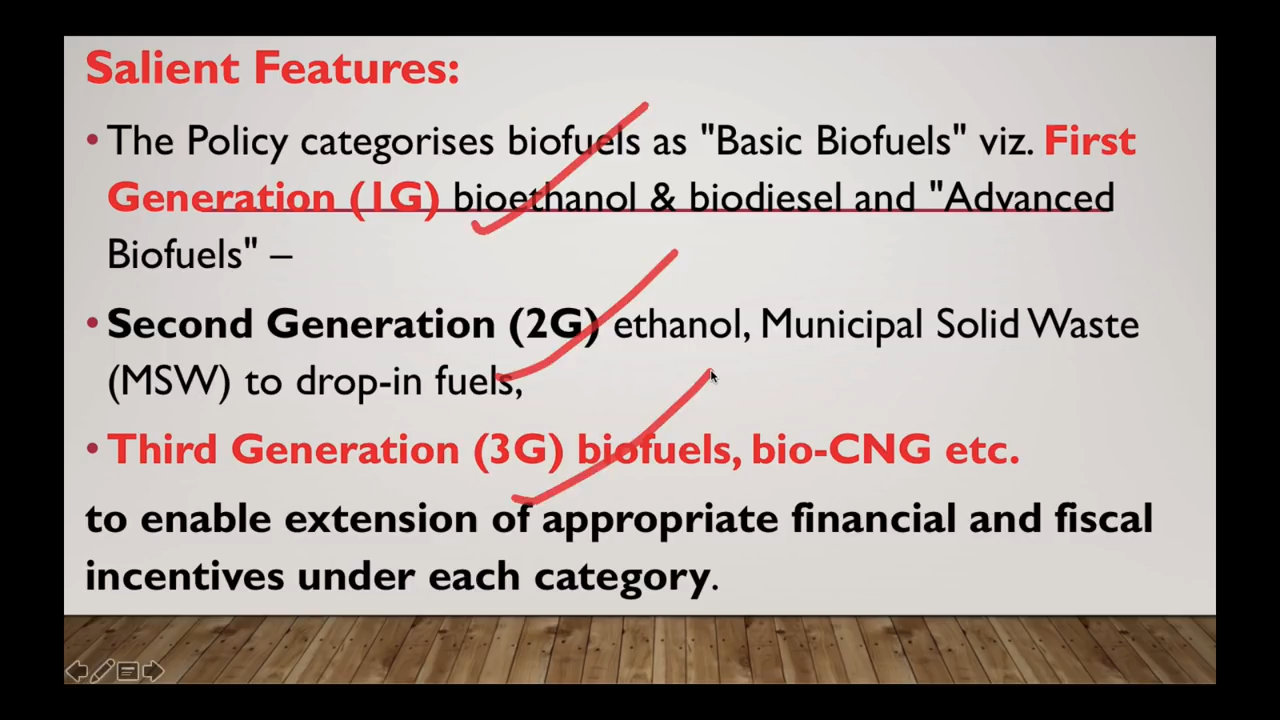 Salient Features:
• The Policy categorises biofuels as "Basic Biofuels" viz. First
Generation (1G) bioethanol & biodiesel and "Advanced
Biofuels" –
• Second Generation (2G) ethanol, Municipal Solid Waste
(MSW) to drop-in fuels,
• Third Generation (3G) biofuels, bio-CNG etc.
to enable extension of appropriate financial and fiscal
incentives under each category.